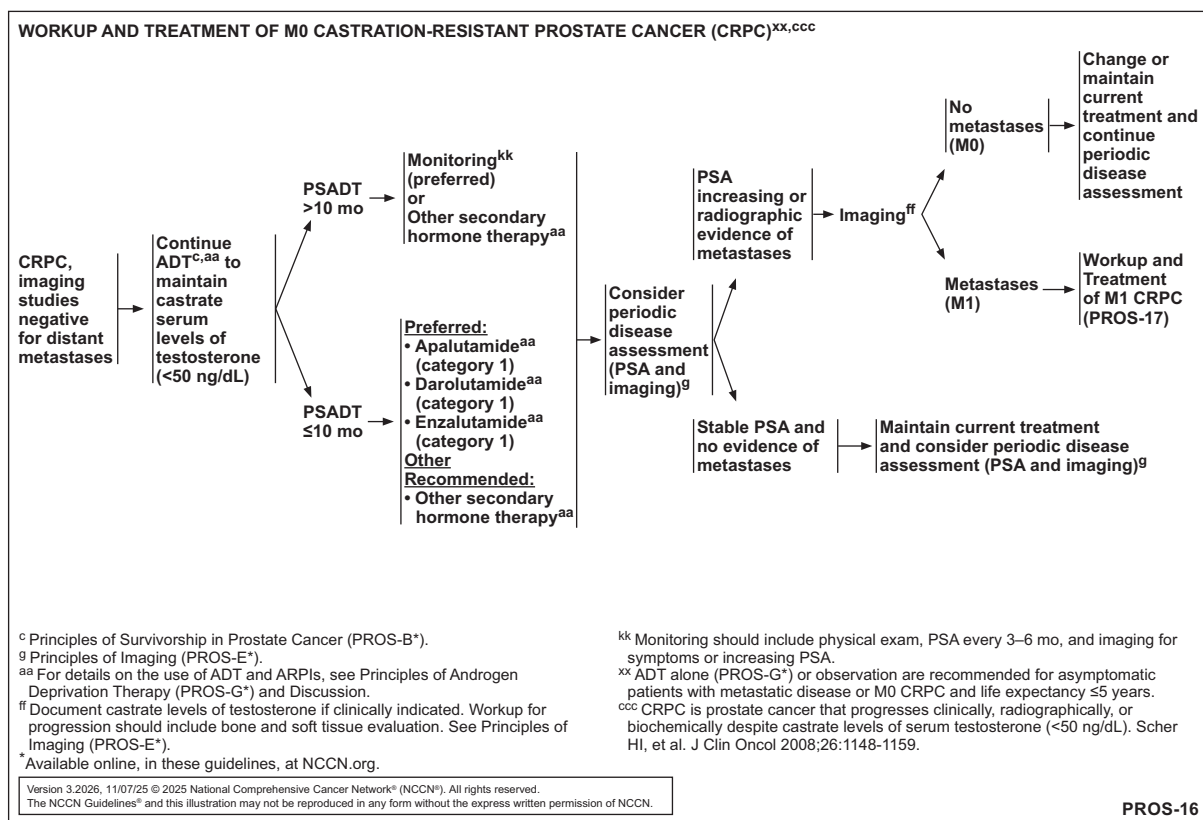 WORKUP AND TREATMENT OF M0 CASTRATION-RESISTANT PROSTATE CANCER (CRPC)xx,ccc
CRPC,
imaging
studies
negative
for distant
metastases
Continue
ADTc,aa to
maintain
castrate
serum
levels of
testosterone
(<50 ng/dL)
PSADT
>10 mo
Monitoringkk
(preferred)
or
Other secondary
hormone therapyaa
PSADT
≤10 mo
Preferred:
• Apalutamideaa
(category 1)
• Darolutamideaa
(category 1)
• Enzalutamideaa
(category 1)
Other
Recommended:
• Other secondary
hormone therapyaa
Consider
periodic
disease
assessment
(PSA and
imaging)g
PSA
increasing or
radiographic
evidence of
metastases
Imagingff
No
metastases
(M0)
Change or
maintain
current
treatment and
continue
periodic
disease
assessment
Metastases
(M1)
Workup and
Treatment
of M1 CRPC
(PROS-17)
Stable PSA and
no evidence of
metastases
Maintain current treatment
and consider periodic disease
assessment (PSA and imaging)g
c Principles of Survivorship in Prostate Cancer (PROS-B*).
g Principles of Imaging (PROS-E*).
aa For details on the use of ADT and ARPIs, see Principles of Androgen
Deprivation Therapy (PROS-G*) and Discussion.
ff Document castrate levels of testosterone if clinically indicated. Workup for
progression should include bone and soft tissue evaluation. See Principles of
Imaging (PROS-E*).
*Available online, in these guidelines, at NCCN.org.
kk Monitoring should include physical exam, PSA every 3–6 mo, and imaging for
symptoms or increasing PSA.
xx ADT alone (PROS-G*) or observation are recommended for asymptomatic
patients with metastatic disease or M0 CRPC and life expectancy ≤5 years.
ccc CRPC is prostate cancer that progresses clinically, radiographically, or
biochemically despite castrate levels of serum testosterone (<50 ng/dL). Scher
HI, et al. J Clin Oncol 2008;26:1148-1159.
Version 3.2026, 11/07/25 © 2025 National Comprehensive Cancer Network® (NCCN®). All rights reserved.
The NCCN Guidelines® and this illustration may not be reproduced in any form without the express written permission of NCCN.
PROS-16